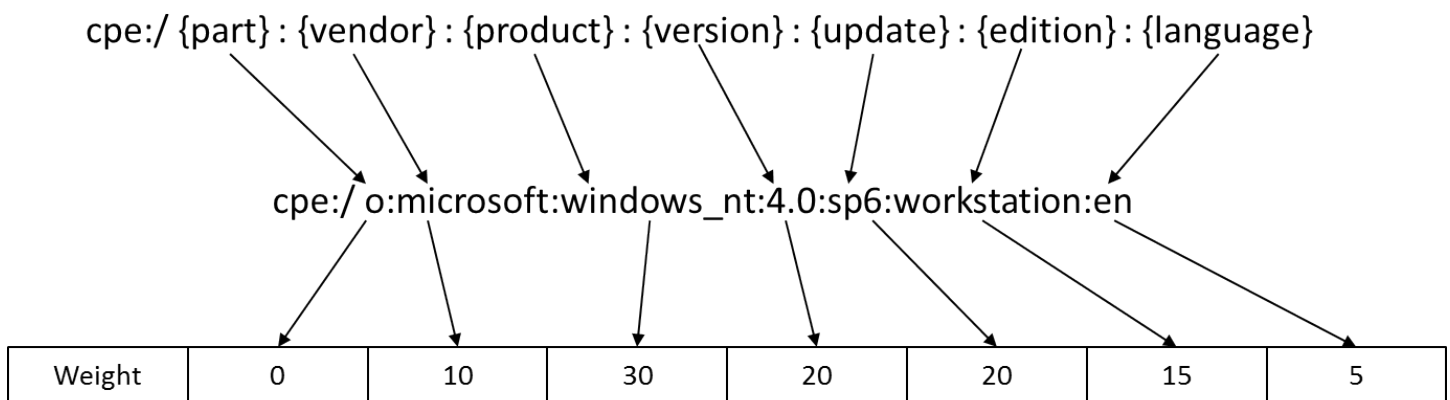 cpe:/ {part} : {vendor} : {product} : {version} : {update} : {edition} : {language}
cpe:/ o:microsoft:windows_nt:4.0:sp6:workstation:en
Weight 0 10 30 20 20 15 5